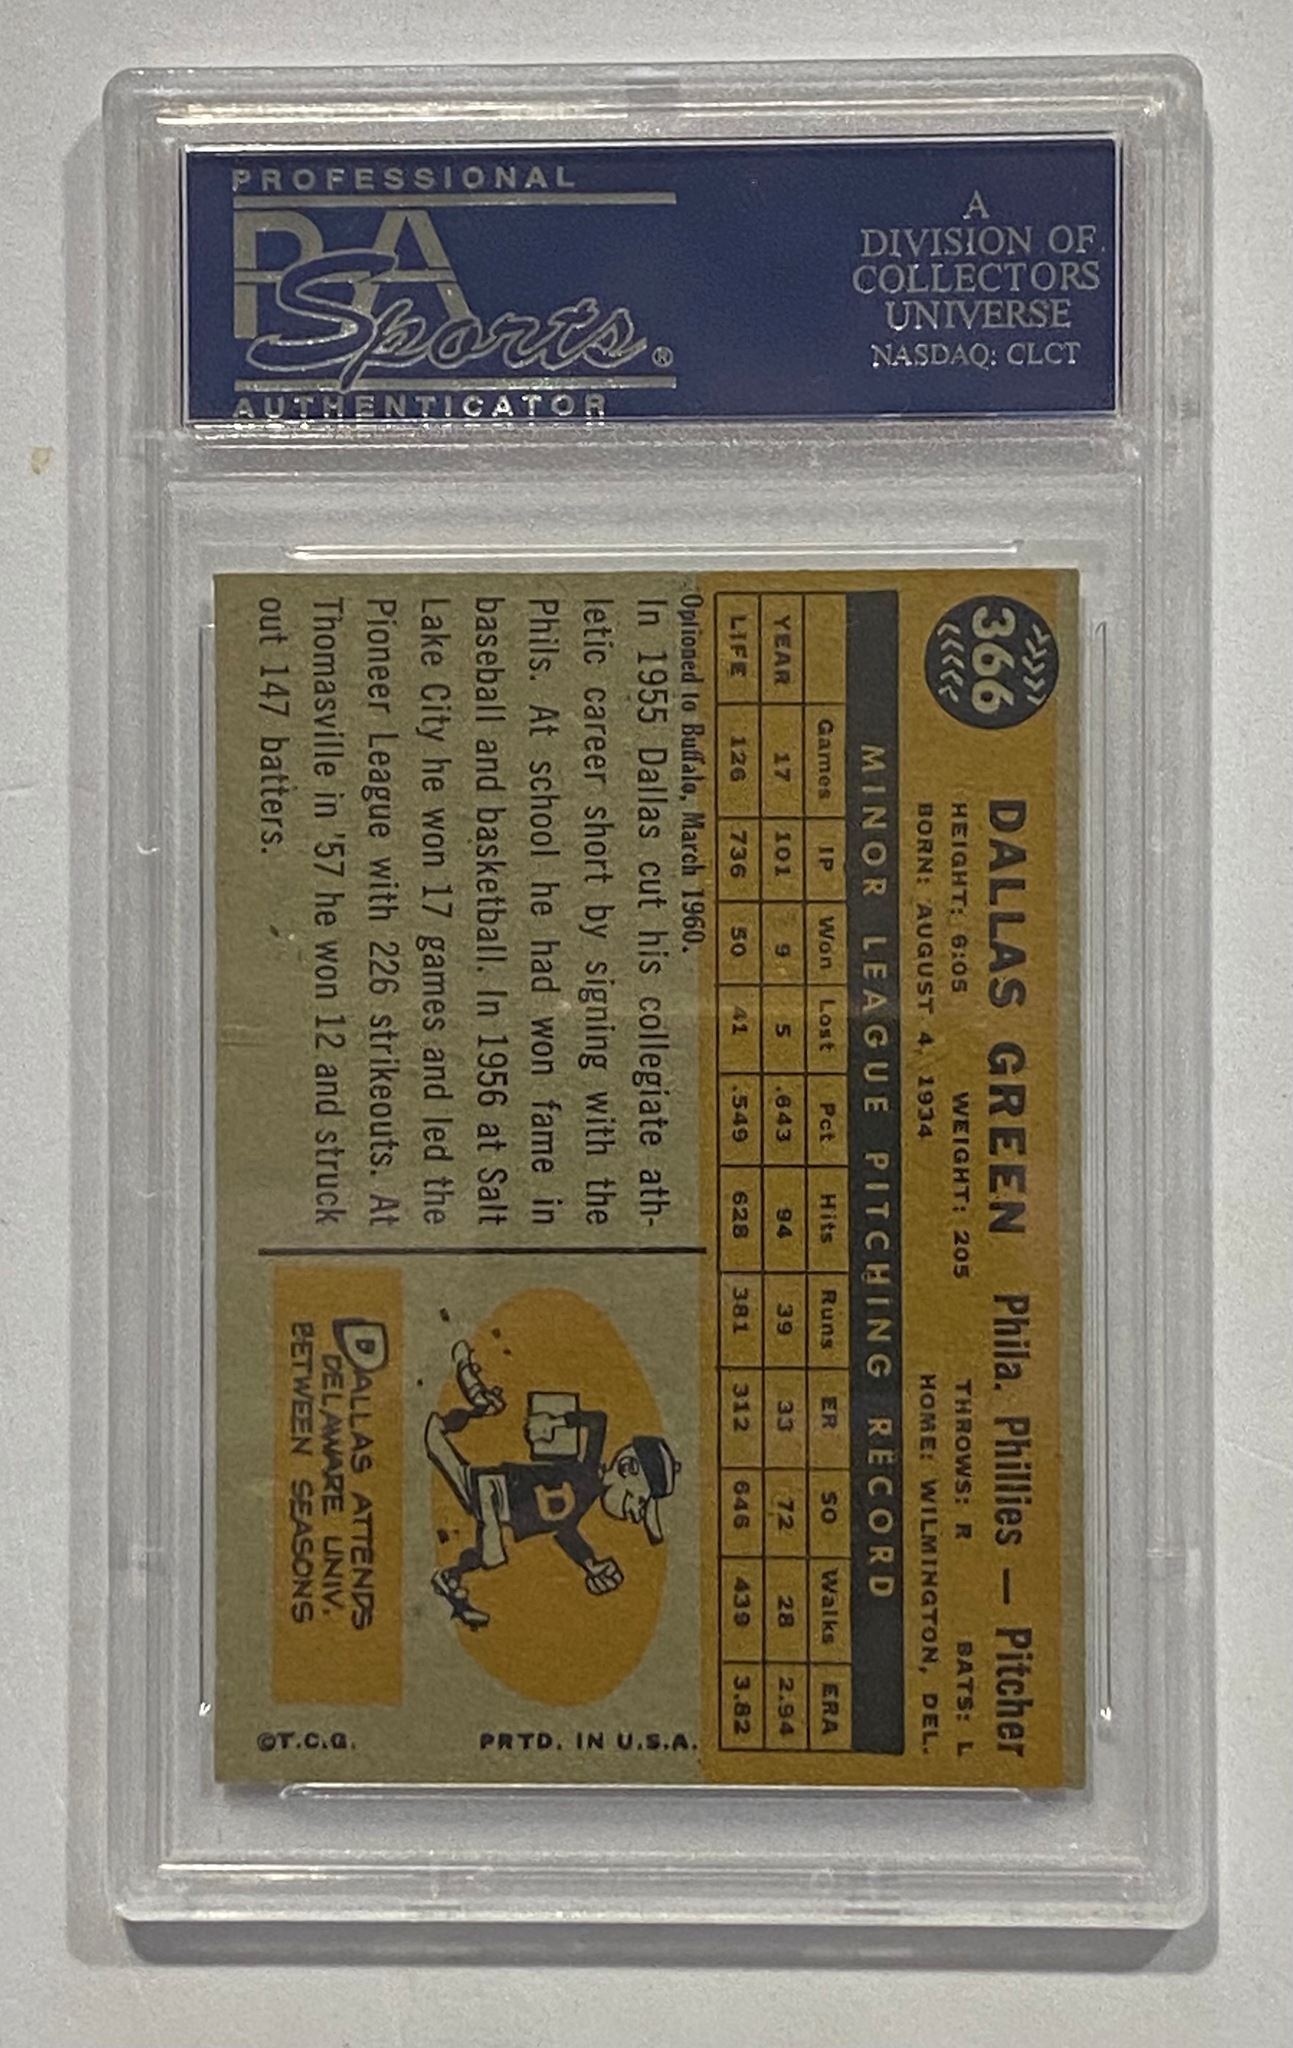 PROFESSIONAL
PSA
Sports®
AUTHENTICATOR
A
DIVISION OF
COLLECTORS
UNIVERSE
NASDAQ: CLCT
366
DALLAS GREEN Phila. Phillies — Pitcher
HEIGHT: 6:05 WEIGHT: 205 THROWS: R BATS: L
BORN: AUGUST 4, 1934 HOME: WILMINGTON, DEL.
MINOR LEAGUE PITCHING RECORD
Games IP Won Lost Pct Hits Runs ER SO Walks ERA
YEAR 17 101 9 5 .643 94 39 33 72 28 2.94
LIFE 126 736 50 41 .549 628 381 312 646 439 3.82
Optioned to Buffalo, March 1960.
In 1955 Dallas cut his collegiate ath-
letic career short by signing with the
Phils. At school he had won fame in
baseball and basketball. In 1956 at Salt
Lake City he won 17 games and led the
Pioneer League with 226 strikeouts. At
Thomasville in '57 he won 12 and struck
out 147 batters.
D
DALLAS ATTENDS
DELAWARE UNIV.
BETWEEN SEASONS
PRTD. IN U.S.A.
©T.C.G.